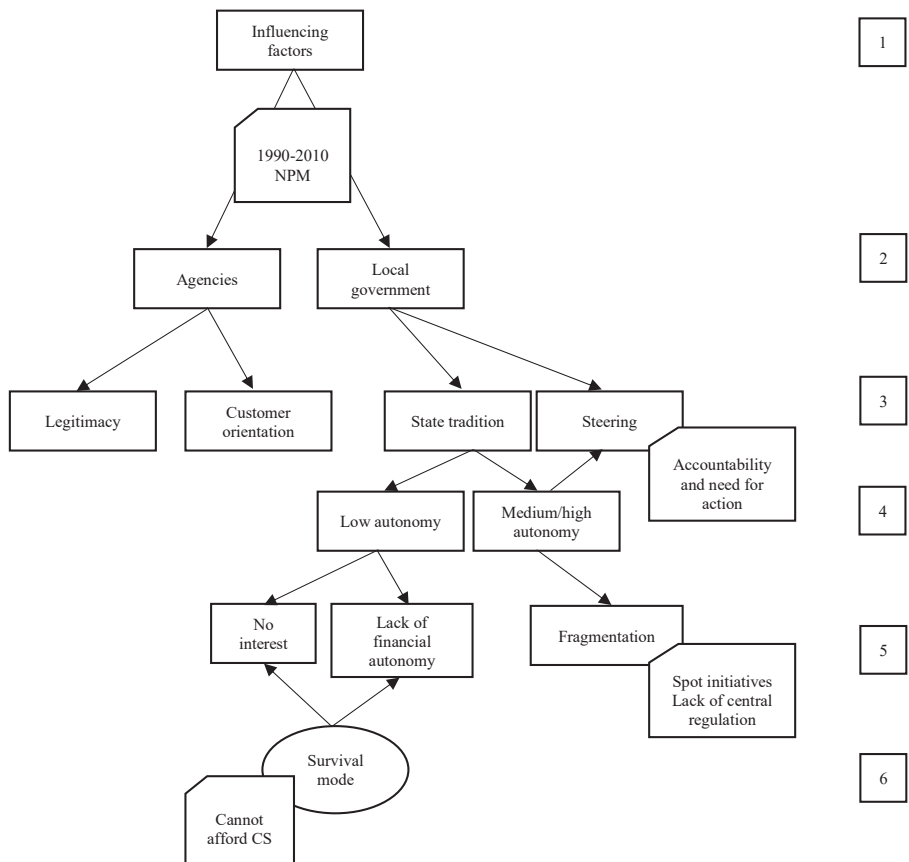 Influencing
factors
1
1990-2010
NPM
Agencies
Local
government
2
Legitimacy
Customer
orientation
State tradition
Steering
3
Accountability
and need for
action
Low autonomy
Medium/high
autonomy
4
No
interest
Lack of
financial
autonomy
Fragmentation
5
Spot initiatives
Lack of central
regulation
Survival
mode
6
Cannot
afford CS